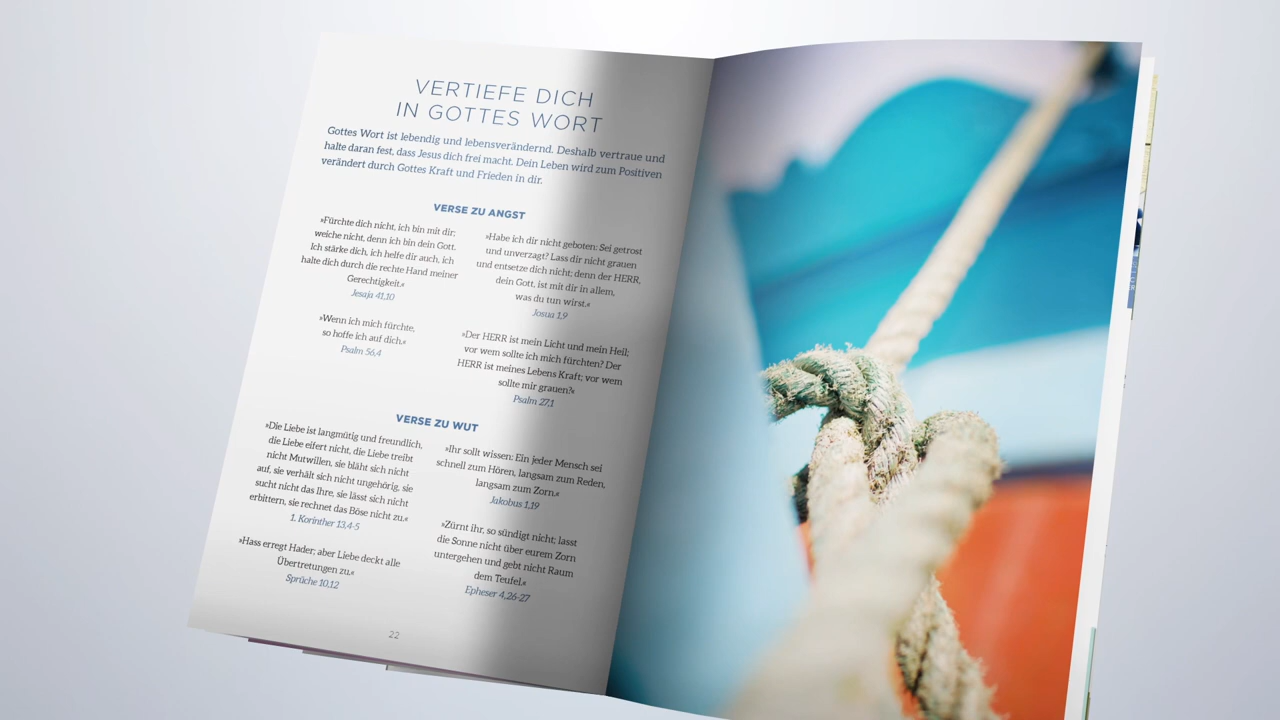 VERTIEFE DICH
IN GOTTES WORT
Gottes Wort ist lebendig und lebensverändernd. Deshalb vertraue und
halte daran fest, dass Jesus dich frei macht. Dein Leben wird zum Positiven
verändert durch Gottes Kraft und Frieden in dir.
VERSE ZU ANGST
»Fürchte dich nicht, ich bin mit dir;
weiche nicht, denn ich bin dein Gott.
Ich stärke dich, ich helfe dir auch, ich
halte dich durch die rechte Hand meiner
Gerechtigkeit.«
Jesaja 41,10
»Wenn ich mich fürchte,
so hoffe ich auf dich.«
Psalm 56,4
»Habe ich dir nicht geboten: Sei getrost
und unverzagt? Lass dir nicht grauen
und entsetze dich nicht; denn der HERR,
dein Gott, ist mit dir in allem,
was du tun wirst.«
Josua 1,9
»Der HERR ist mein Licht und mein Heil;
vor wem sollte ich mich fürchten? Der
HERR ist meines Lebens Kraft; vor wem
sollte mir grauen?«
Psalm 27,1
VERSE ZU WUT
»Die Liebe ist langmütig und freundlich,
die Liebe eifert nicht, die Liebe treibt
nicht Mutwillen, sie bläht sich nicht
auf, sie verhält sich nicht ungehörig, sie
sucht nicht das Ihre, sie lässt sich nicht
erbittern, sie rechnet das Böse nicht zu.«
1. Korinther 13,4-5
»Hass erregt Hader; aber Liebe deckt alle
Übertretungen zu.«
Sprüche 10,12
»Ihr sollt wissen: Ein jeder Mensch sei
schnell zum Hören, langsam zum Reden,
langsam zum Zorn.«
Jakobus 1,19
»Zürnt ihr, so sündigt nicht; lasst
die Sonne nicht über eurem Zorn
untergehen und gebt nicht Raum
dem Teufel.«
Epheser 4,26-27
22